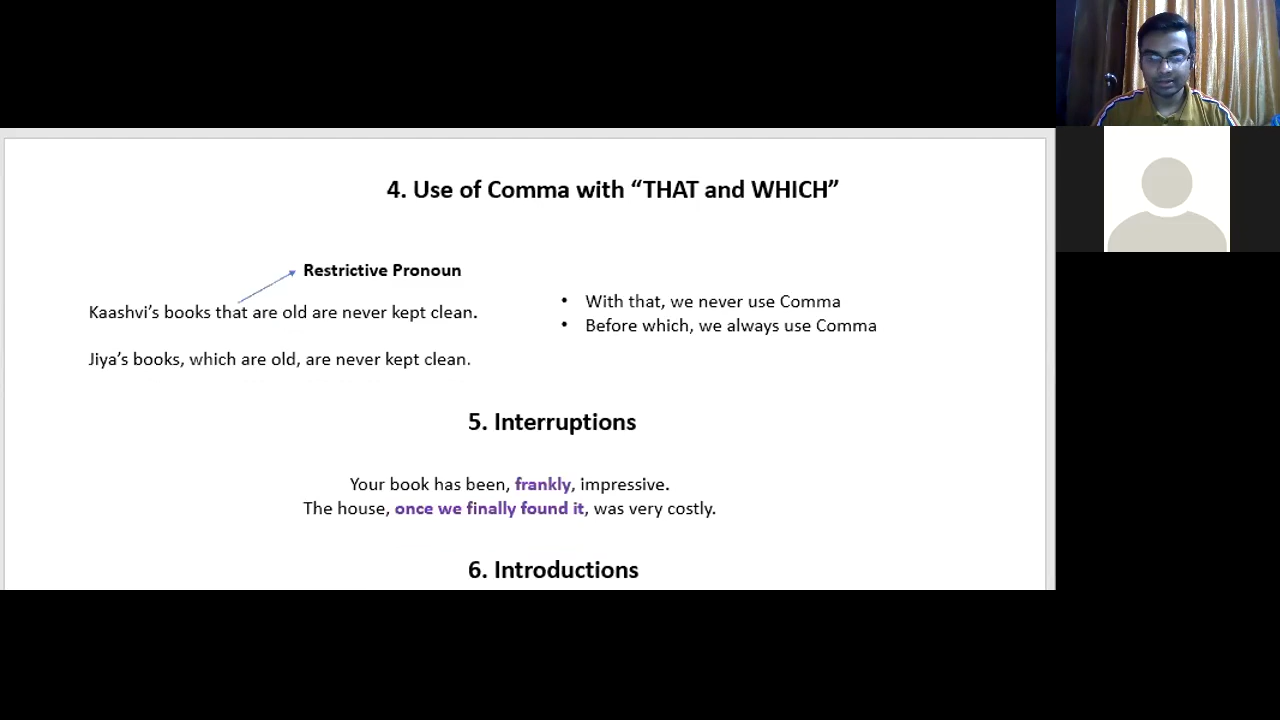 4. Use of Comma with “THAT and WHICH”
Restrictive Pronoun
Kaashvi’s books that are old are never kept clean.
Jiya’s books, which are old, are never kept clean.
• With that, we never use Comma
• Before which, we always use Comma
5. Interruptions
Your book has been, frankly, impressive.
The house, once we finally found it, was very costly.
6. Introductions